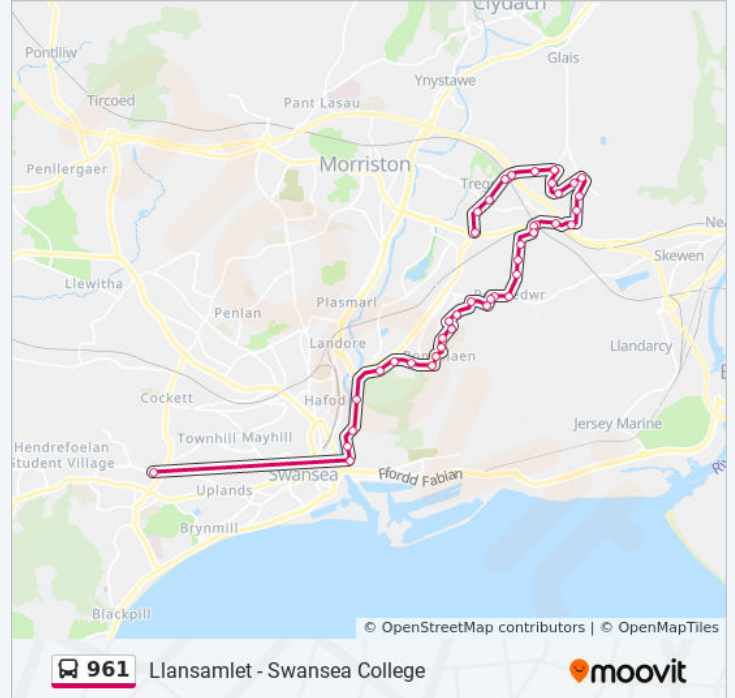 Clydach
Pontlliw
Glais
Ynystawe
Tircoed
Pant Lasau
Penllergaer
Morriston
Skewen
Llewitha
Plasmarl
Penlan
Landore
Llandarcy
Cockett
Hafod
Jersey Marine
Townhill Mayhill
Hendrefoelan
Student Village
Swansea
Ffordd Fabian
Uplands
Brynmill
Blackpill
© OpenStreetMap contributors | © OpenMapTiles
961 Llansamlet - Swansea College
moovit